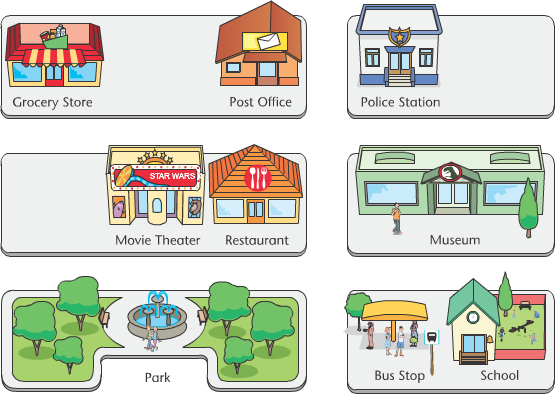 Grocery Store
Post Office
Police Station
STAR WARS
Movie Theater
Restaurant
Museum
Park
Bus Stop
School